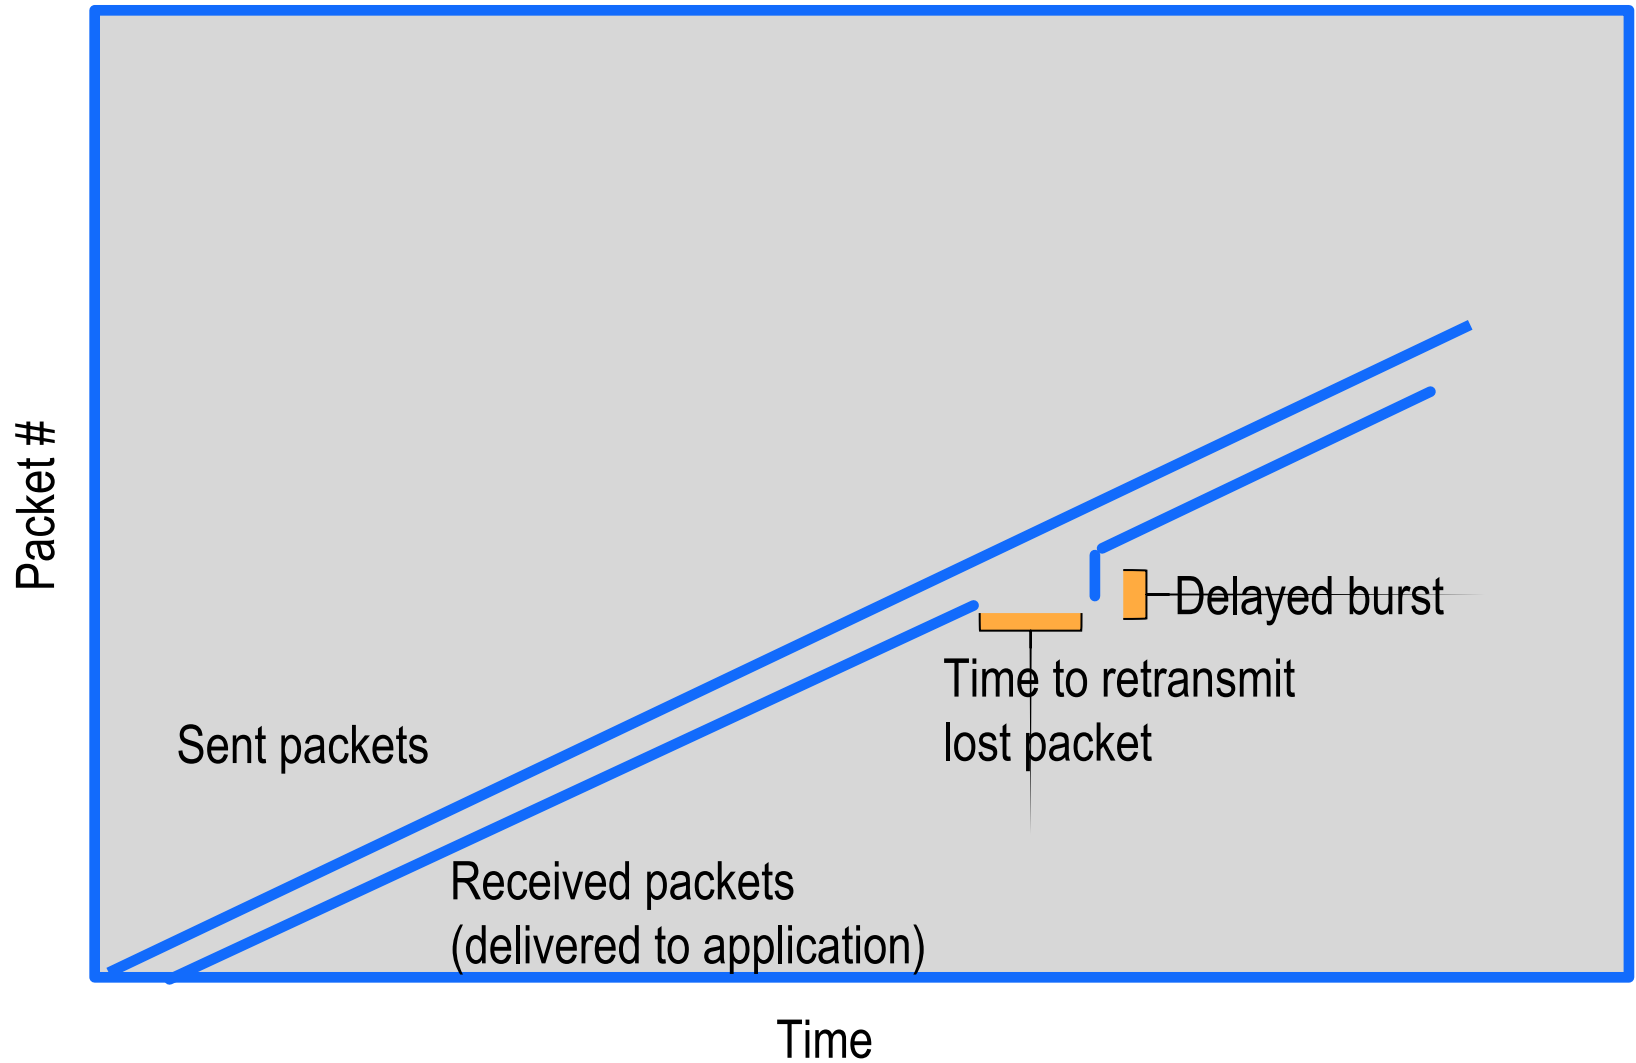 Packet #
Delayed burst
Time to retransmit
lost packet
Sent packets
Received packets
(delivered to application)
Time